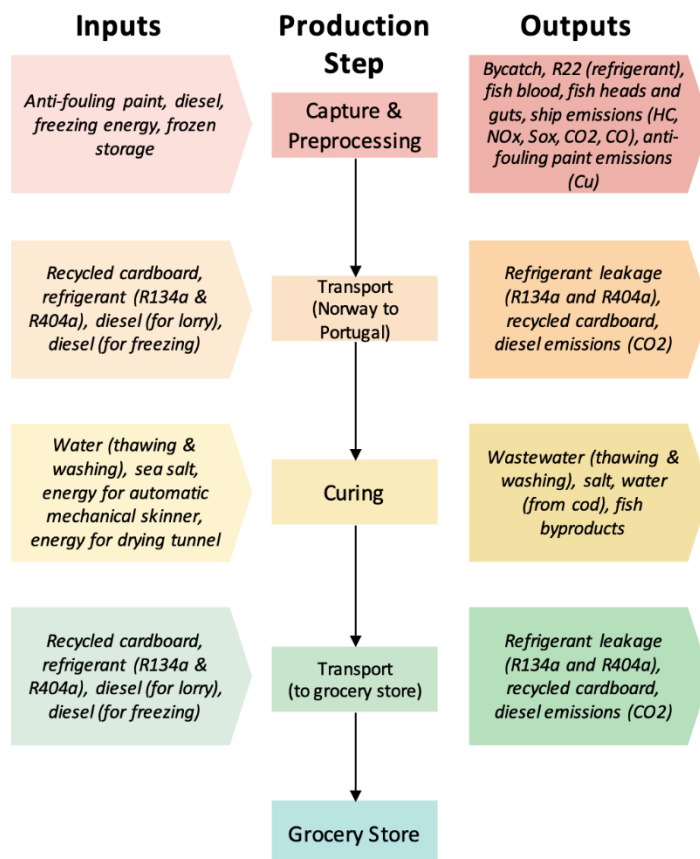 Inputs
Production
Step
Outputs
Anti-fouling paint, diesel,
freezing energy, frozen
storage
Capture &
Preprocessing
Bycatch, R22 (refrigerant),
fish blood, fish heads and
guts, ship emissions (HC,
NOx, Sox, CO2, CO), anti-
fouling paint emissions
(Cu)
Recycled cardboard,
refrigerant (R134a &
R404a), diesel (for lorry),
diesel (for freezing)
Transport
(Norway to
Portugal)
Refrigerant leakage
(R134a and R404a),
recycled cardboard,
diesel emissions (CO2)
Water (thawing &
washing), sea salt,
energy for automatic
mechanical skinner,
energy for drying tunnel
Curing
Wastewater (thawing &
washing), salt, water
(from cod), fish
byproducts
Recycled cardboard,
refrigerant (R134a &
R404a), diesel (for lorry),
diesel (for freezing)
Transport
(to grocery store)
Refrigerant leakage
(R134a and R404a),
recycled cardboard,
diesel emissions (CO2)
Grocery Store